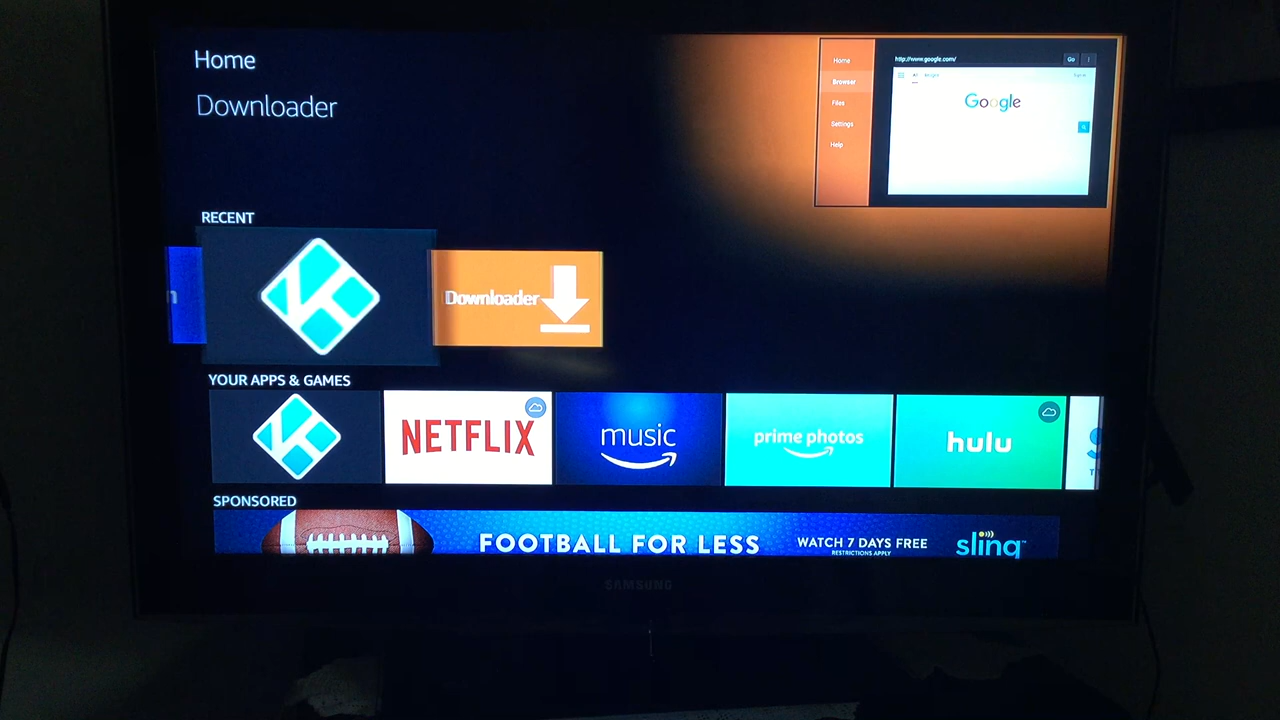 Home
Downloader
Home
Browser
Files
Settings
Help
http://www.google.com/
Go
Google
RECENT
n
Downloader
YOUR APPS & GAMES
NETFLIX
music
prime photos
hulu
SPONSORED
FOOTBALL FOR LESS
WATCH 7 DAYS FREE
RESTRICTIONS APPLY
sling
SAMSUNG